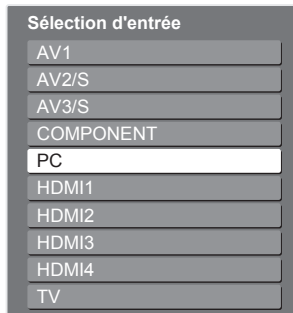 Sélection d'entrée
AV1
AV2/S
AV3/S
COMPONENT
PC
HDMI1
HDMI2
HDMI3
HDMI4
TV